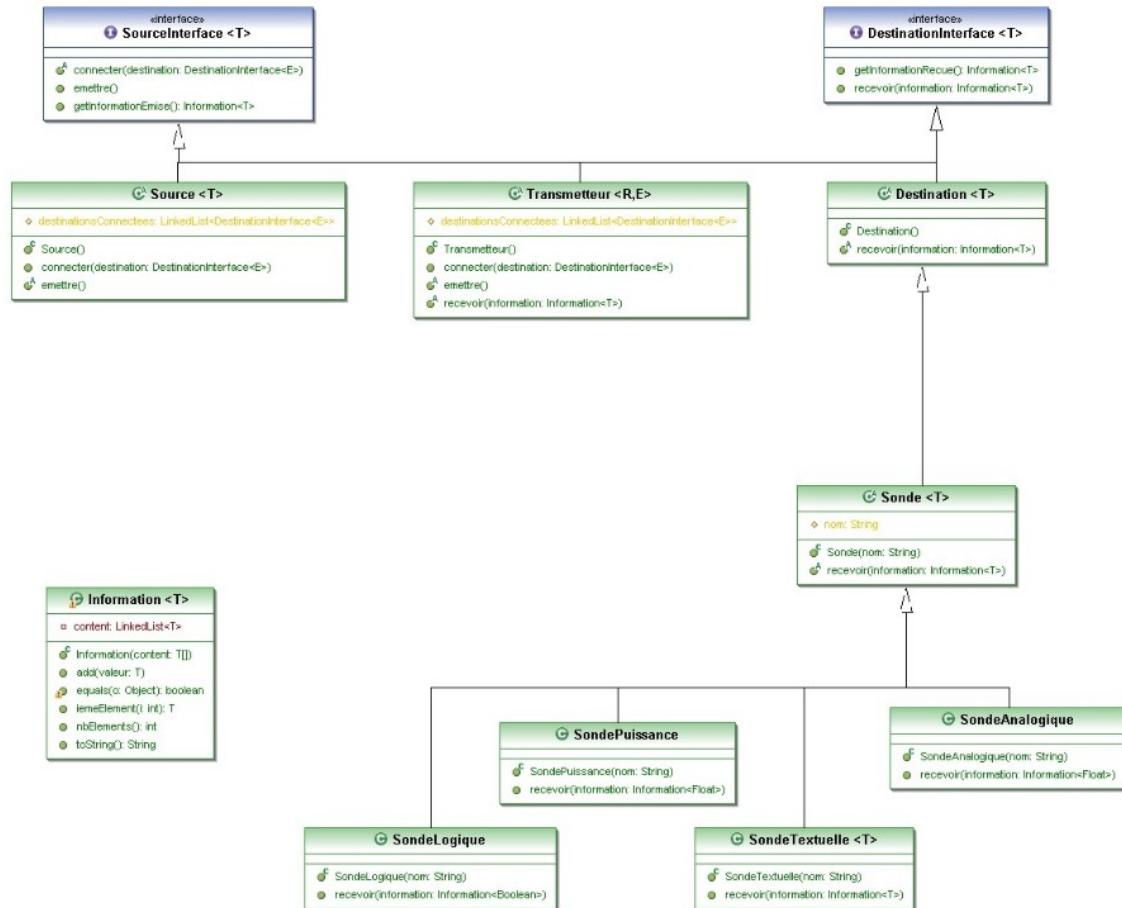 «interface»
SourceInterface <T>
connecter(destination: DestinationInterface<E>)
emettre()
getInformationEmise(): Information<T>
«interface»
DestinationInterface <T>
getInformationRecue(): Information<T>
recevoir(information: Information<T>)
Source <T>
destinationsConnectees: LinkedList<DestinationInterface<E>>
Source()
connecter(destination: DestinationInterface<E>)
emettre()
Transmetteur <R,E>
destinationsConnectees: LinkedList<DestinationInterface<E>>
Transmetteur()
connecter(destination: DestinationInterface<E>)
emettre()
recevoir(information: Information<T>)
Destination <T>
Destination()
recevoir(information: Information<T>)
Sonde <T>
nom: String
Sonde(nom: String)
recevoir(information: Information<T>)
Information <T>
content: LinkedList<T>
Information(content: T[])
add(valeur: T)
equals(o: Object): boolean
iemeElement(i: int): T
nbElements(): int
toString(): String
SondePuissance
SondePuissance(nom: String)
recevoir(information: Information<Float>)
SondeAnalogique
SondeAnalogique(nom: String)
recevoir(information: Information<Float>)
SondeLogique
SondeLogique(nom: String)
recevoir(information: Information<Boolean>)
SondeTextuelle <T>
SondeTextuelle(nom: String)
recevoir(information: Information<T>)